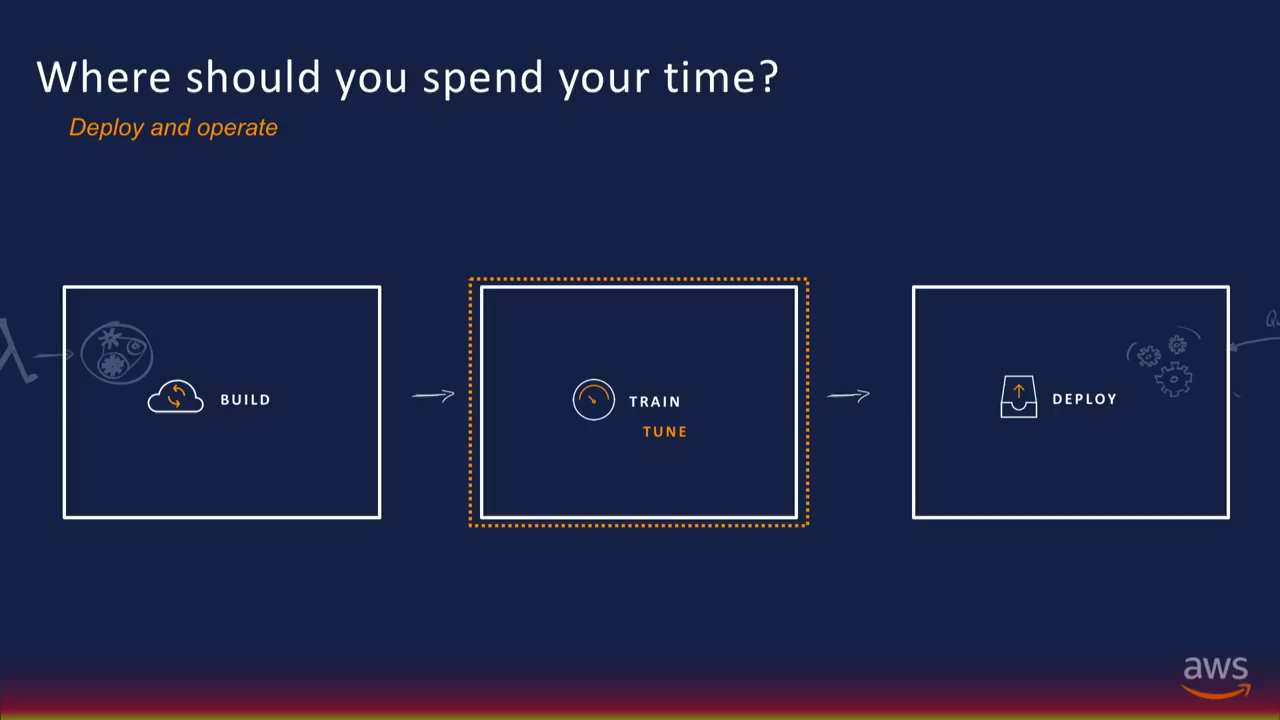 Where should you spend your time?
Deploy and operate
BUILD
TRAIN
TUNE
DEPLOY
aws